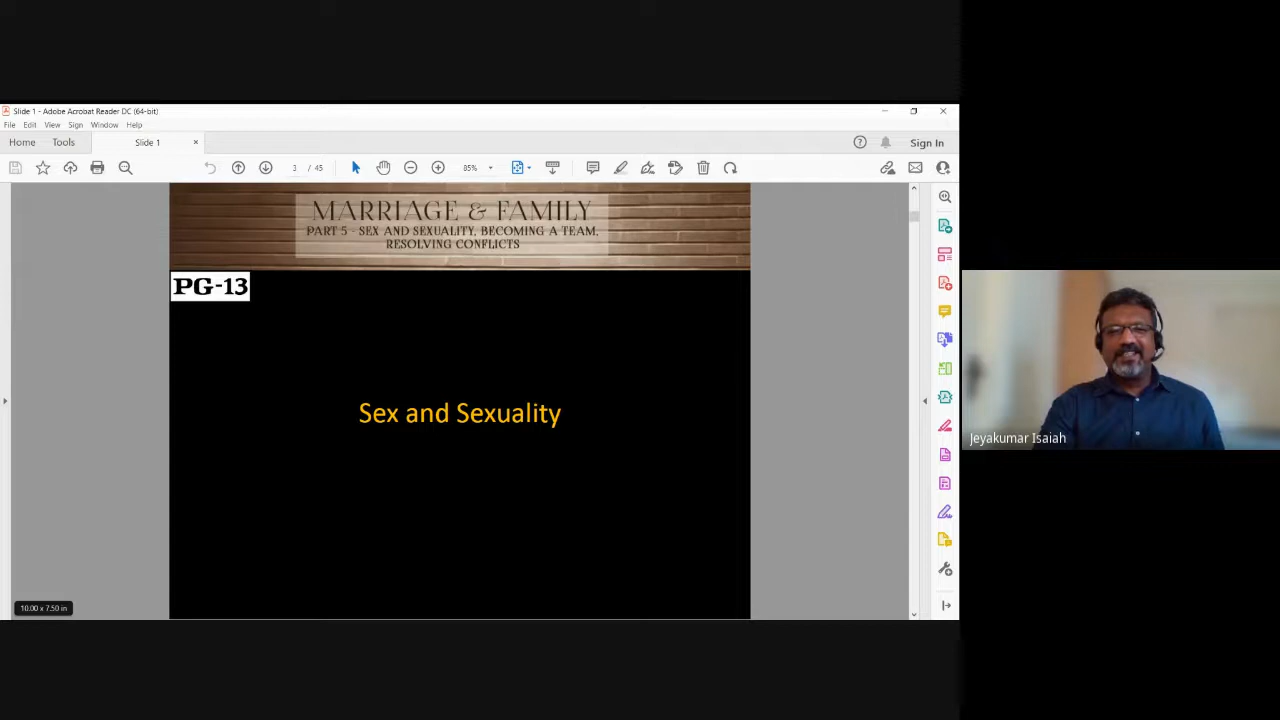 Slide 1 - Adobe Acrobat Reader DC (64-bit)
File Edit View Sign Window Help
Home Tools Slide 1 Sign In
3 / 45 85%
MARRIAGE & FAMILY
PART 5 - SEX AND SEXUALITY, BECOMING A TEAM,
RESOLVING CONFLICTS
PG-13
Sex and Sexuality
10.00 x 7.50 in
Jeyakumar Isaiah